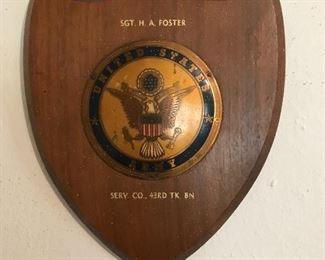 SGT. H. A. FOSTER
UNITED STATES
ARMY
SERV. CO., 43RD TK. BN